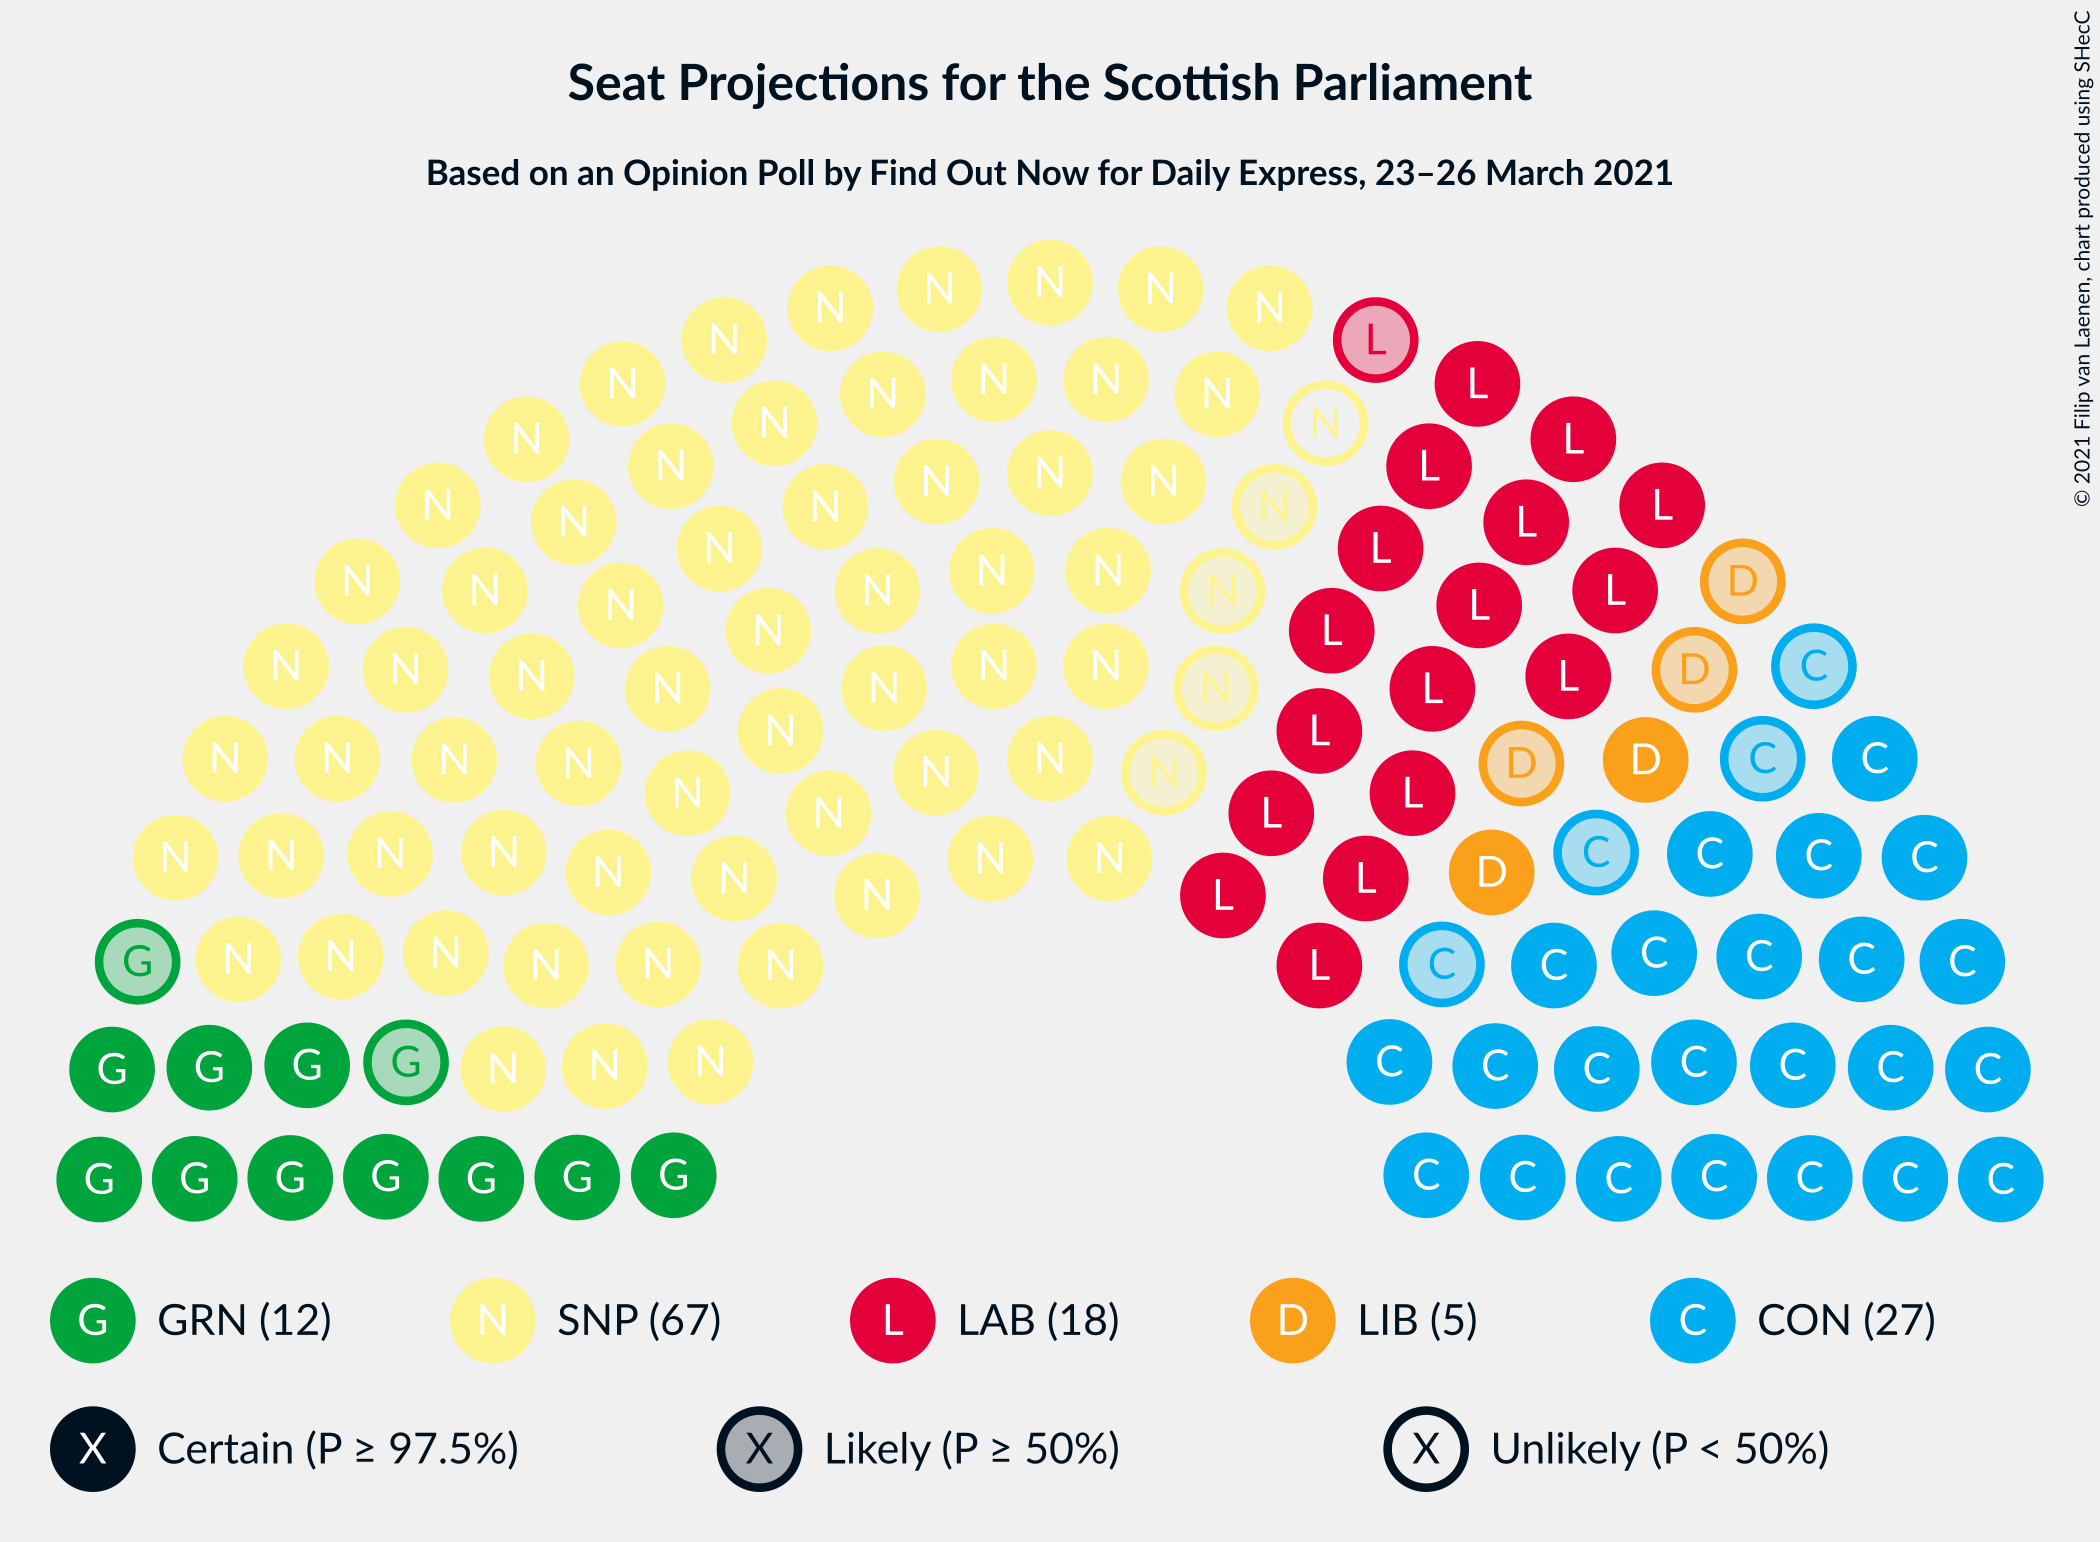 Seat Projections for the Scottish Parliament
Based on an Opinion Poll by Find Out Now for Daily Express, 23–26 March 2021
© 2021 Filip van Laenen, chart produced using SHecC
N N N N N
N N L
N N N N L
N N N N N L
N N N L
N N N N L
N N N L L
N N N N L
N N N N L D
N N L L
N N N N N L D C
N N N N N L L
N N N N N L D D C C
N N N N L L
N N N N N N N L D C C C C
N N L
G N N N N N N L C C C C C C
G G G G N N N C C C C C C C
G G G G G G G C C C C C C C
G GRN (12) N SNP (67) L LAB (18) D LIB (5) C CON (27)
X Certain (P ≥ 97.5%) X Likely (P ≥ 50%) X Unlikely (P < 50%)